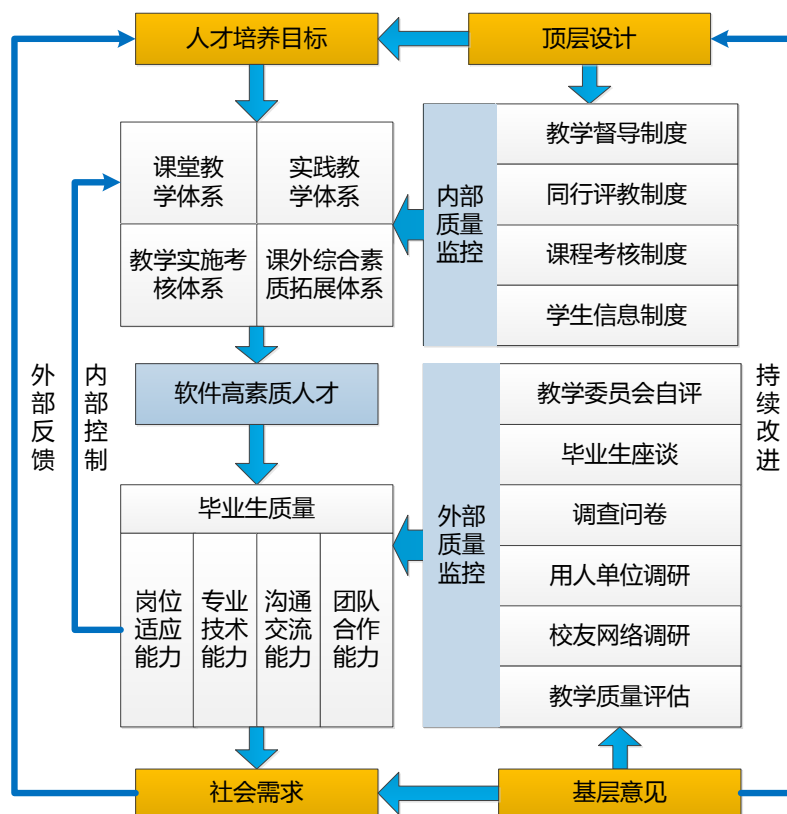 人才培养目标
顶层设计
课堂教
学体系
实践教
学体系
教学实施考
核体系
课外综合素
质拓展体系
内部
质量
监控
教学督导制度
同行评教制度
课程考核制度
学生信息制度
外部反馈
内部控制
软件高素质人才
毕业生质量
岗位
适应
能力
专业
技术
能力
沟通
交流
能力
团队
合作
能力
外部
质量
监控
教学委员会自评
毕业生座谈
调查问卷
用人单位调研
校友网络调研
教学质量评估
持续改进
社会需求
基层意见